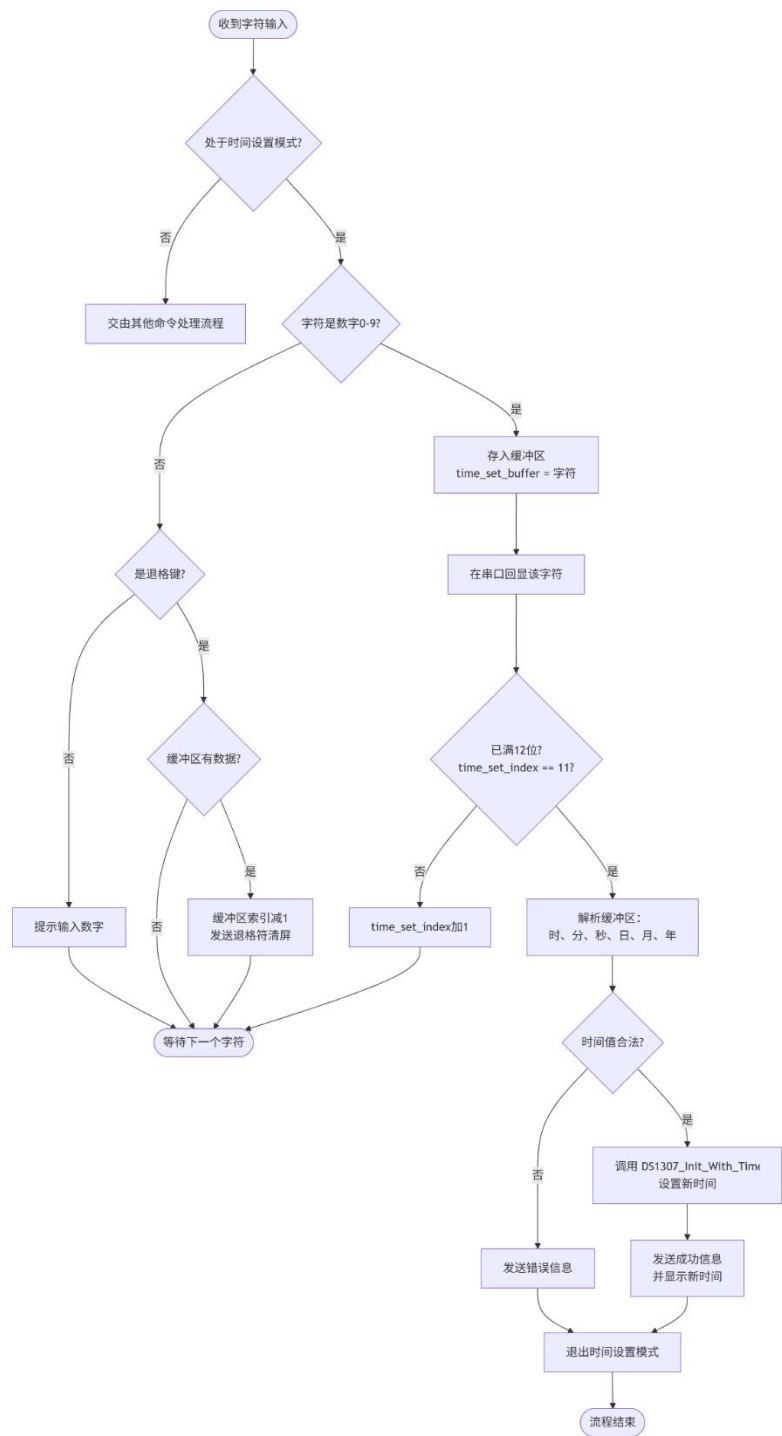 收到字符输入
处于时间设置模式?
否
是
交由其他命令处理流程
字符是数字0-9?
是
否
存入缓冲区
time_set_buffer = 字符
是退格键?
在串口回显该字符
是
否
缓冲区有数据?
已满12位?
time_set_index == 11?
是
否
否
是
提示输入数字
缓冲区索引减1
发送退格符清屏
time_set_index加1
解析缓冲区：
时、分、秒、日、月、年
等待下一个字符
时间值合法?
是
否
调用 DS1307_Init_With_Time
设置新时间
发送错误信息
发送成功信息
并显示新时间
退出时间设置模式
流程结束